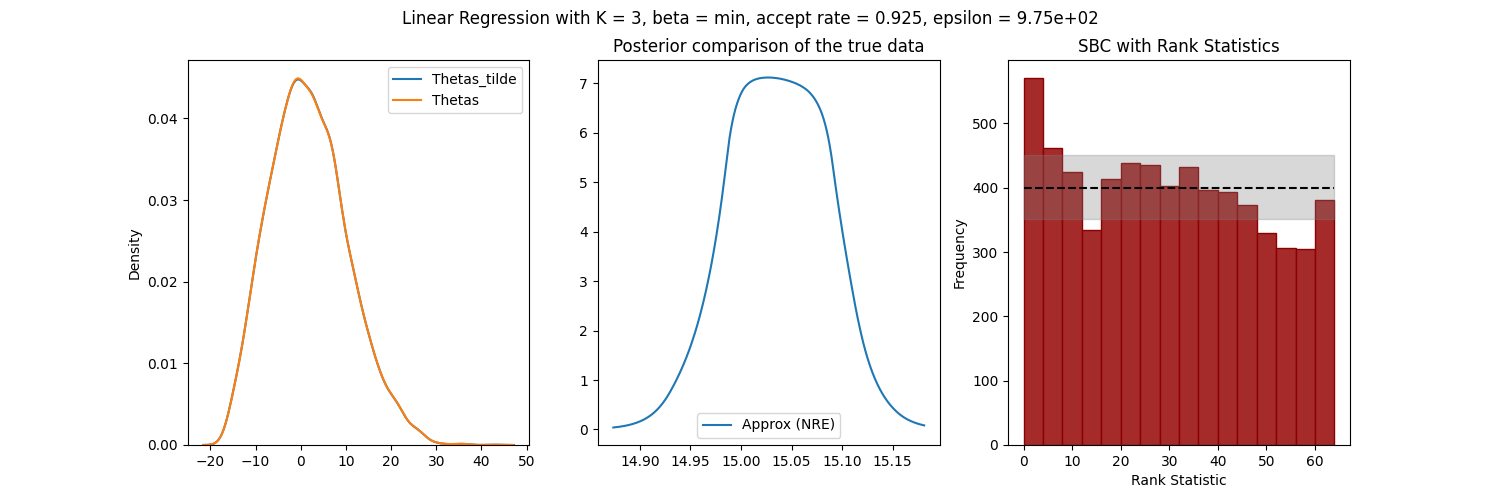 Linear Regression with K = 3, beta = min, accept rate = 0.925, epsilon = 9.75e+02
Posterior comparison of the true data
SBC with Rank Statistics
Thetas_tilde
Thetas
Density
0.04
0.03
0.02
0.01
0.00
−20 −10 0 10 20 30 40 50
7
6
5
4
3
2
1
0
Approx (NRE)
14.90 14.95 15.00 15.05 15.10 15.15
Frequency
500
400
300
200
100
0
0 10 20 30 40 50 60
Rank Statistic